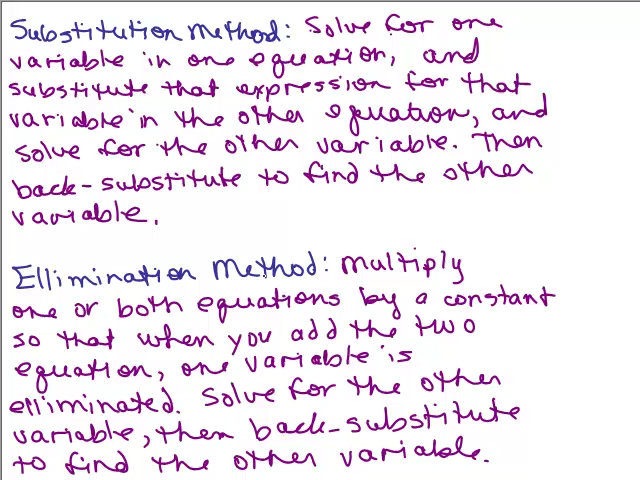 Substitution Method: Solve for one
variable in one equation, and
substitute that expression for that
variable in the other equation, and
solve for the other variable. Then
back-substitute to find the other
variable.
Ellimination Method: Multiply
one or both equations by a constant
so that when you add the two
equation, one variable is
elliminated. Solve for the other
variable, then back-substitute
to find the other variable.